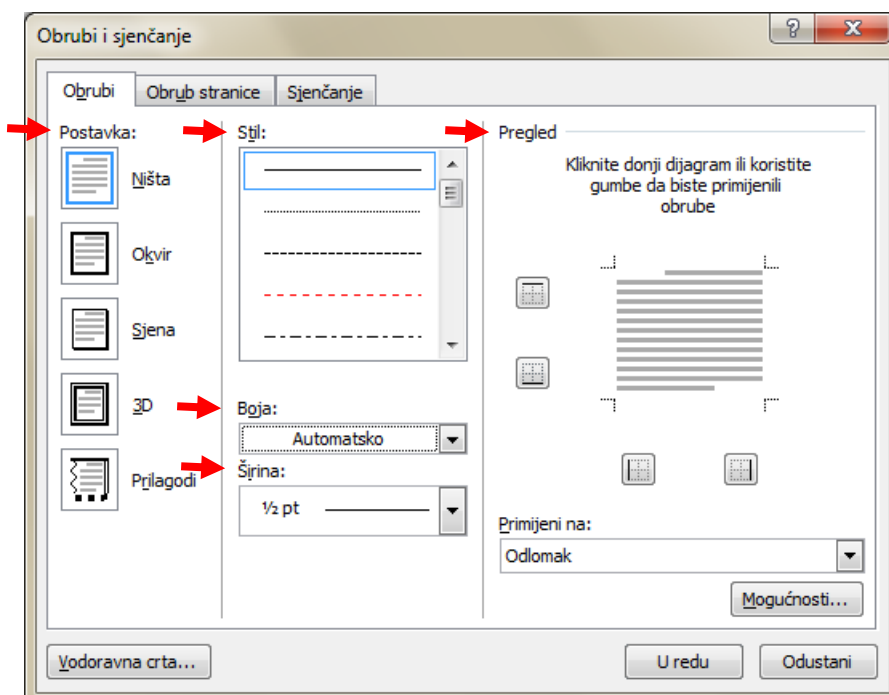 Obrubi i sjenčanje
Obrubi
Obrub stranice
Sjenčanje
Postavka:
Ništa
Okvir
Sjena
3D
Prilagodi
Stil:
Boja:
Automatsko
Širina:
½ pt
Pregled
Kliknite donji dijagram ili koristite
gumbe da biste primijenili
obrube
Primijeni na:
Odlomak
Mogućnosti...
Vodoravna crta...
U redu
Odustani